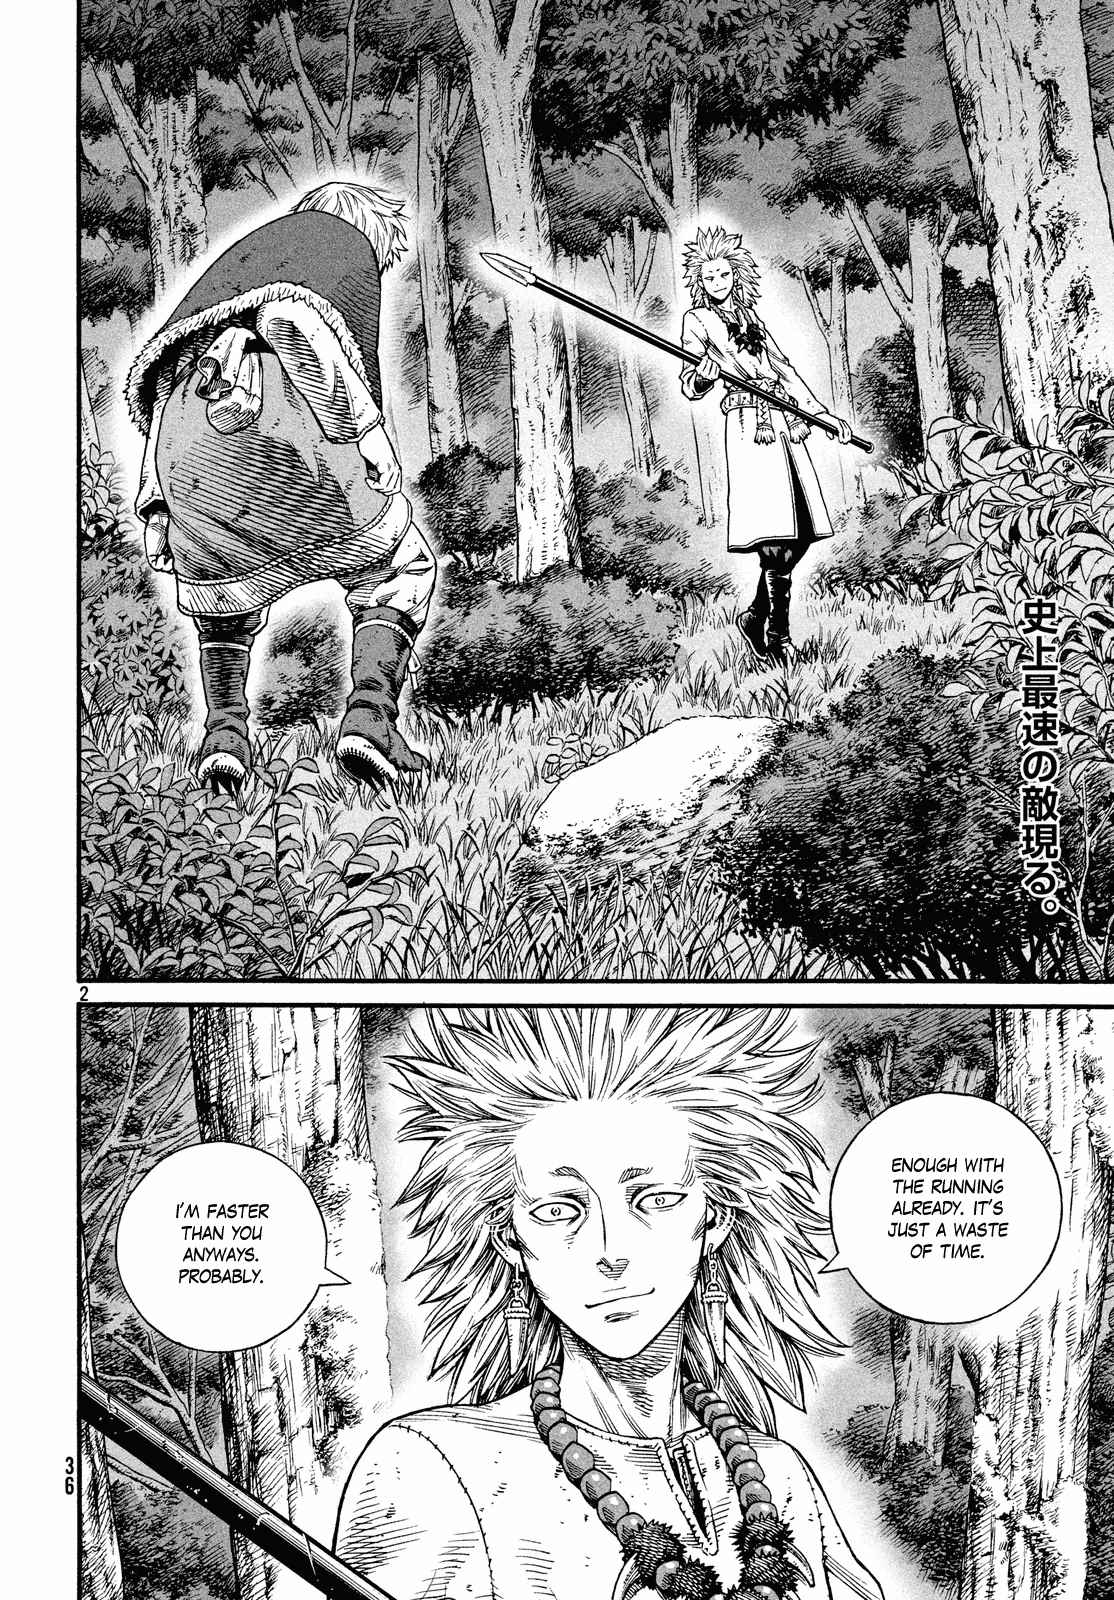 史上最速の敵現る。
2
ENOUGH WITH
THE RUNNING
ALREADY. IT'S
JUST A WASTE
OF TIME.
I'M FASTER
THAN YOU
ANYWAYS.
PROBABLY.
36